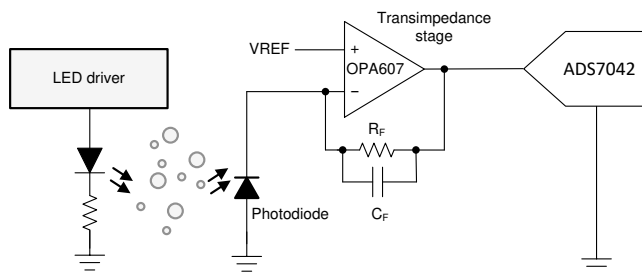 Transimpedance
stage
VREF
+
OPA607
−
ADS7042
LED driver
RF
CF
Photodiode